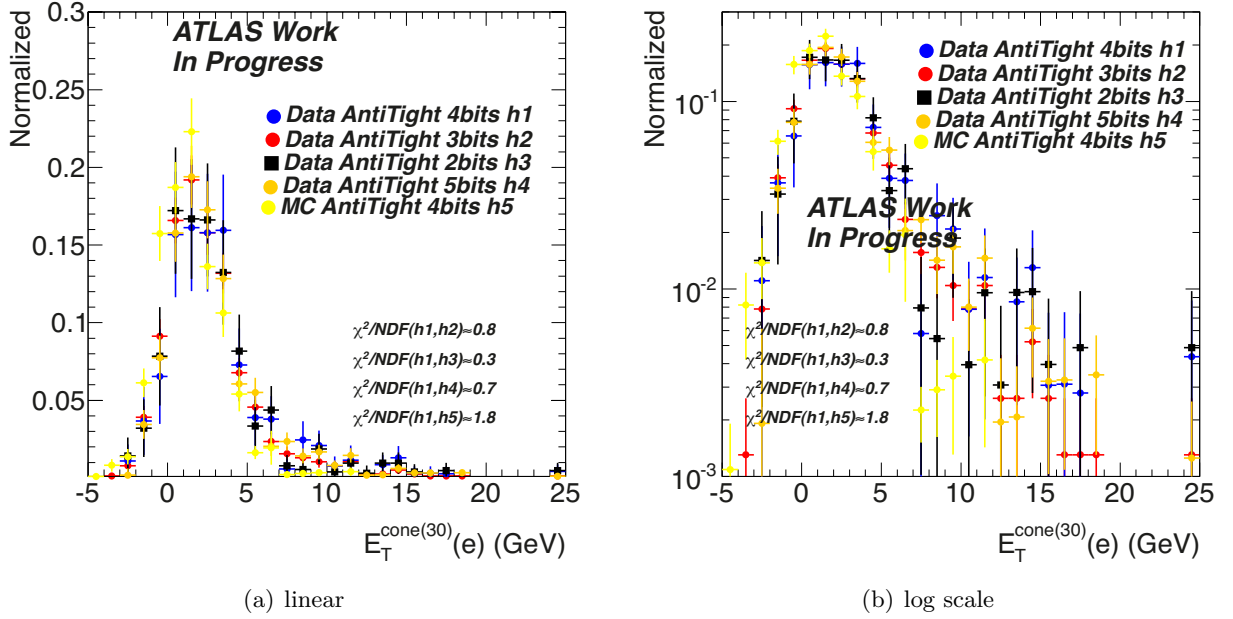 Normalized
0.3
0.25
0.2
0.15
0.1
0.05
ATLAS Work
In Progress
Data AntiTight 4bits h1
Data AntiTight 3bits h2
Data AntiTight 2bits h3
Data AntiTight 5bits h4
MC AntiTight 4bits h5
χ²/NDF(h1,h2)≈0.8
χ²/NDF(h1,h3)≈0.3
χ²/NDF(h1,h4)≈0.7
χ²/NDF(h1,h5)≈1.8
-5 0 5 10 15 20 25
E_T^cone(30)(e) (GeV)
(a) linear
Normalized
10⁻¹
10⁻²
10⁻³
Data AntiTight 4bits h1
Data AntiTight 3bits h2
Data AntiTight 2bits h3
Data AntiTight 5bits h4
MC AntiTight 4bits h5
ATLAS Work
In Progress
χ²/NDF(h1,h2)≈0.8
χ²/NDF(h1,h3)≈0.3
χ²/NDF(h1,h4)≈0.7
χ²/NDF(h1,h5)≈1.8
-5 0 5 10 15 20 25
E_T^cone(30)(e) (GeV)
(b) log scale